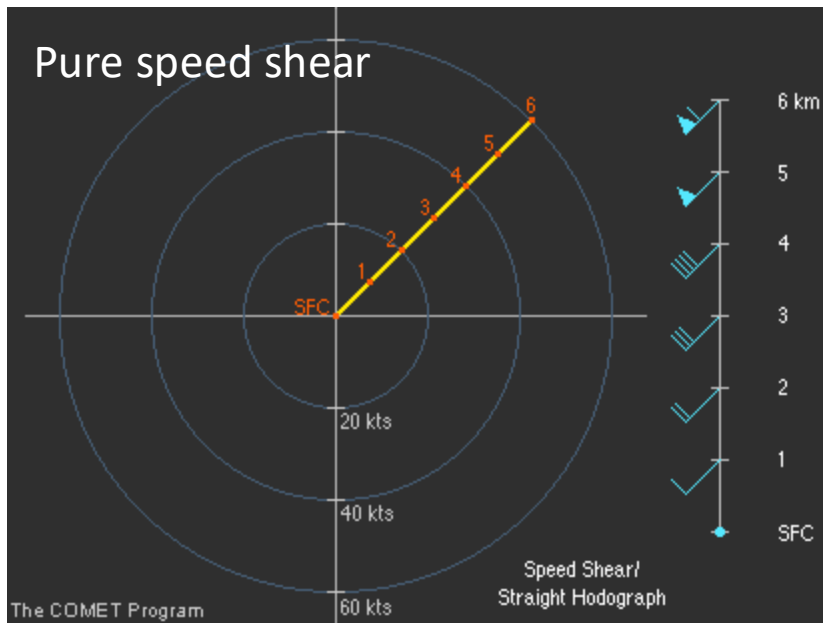 Pure speed shear
6 km
6
5
5
4
4
3
3
2
2
1
1
SFC
SFC
20 kts
40 kts
60 kts
Speed Shear/
Straight Hodograph
The COMET Program